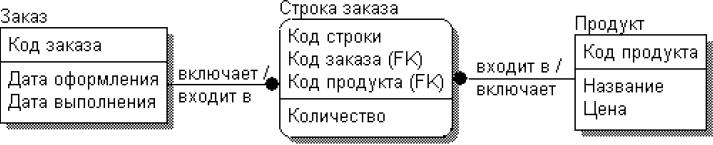 Заказ
Код заказа
Дата оформления
Дата выполнения
включает /
входит в
Строка заказа
Код строки
Код заказа (FK)
Код продукта (FK)
Количество
входит в /
включает
Продукт
Код продукта
Название
Цена